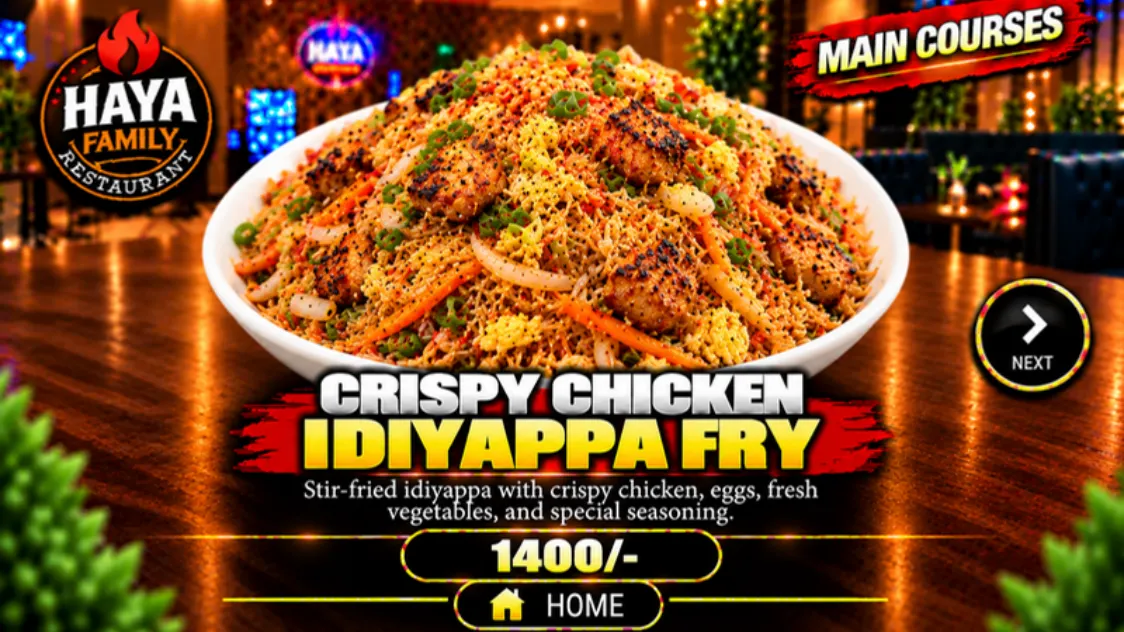 HAYA
FAMILY
RESTAURANT
HAYA
MAIN COURSES
NEXT
CRISPY CHICKEN
IDIYAPPA FRY
Stir-fried idiyappa with crispy chicken, eggs, fresh
vegetables, and special seasoning.
1400/-
HOME